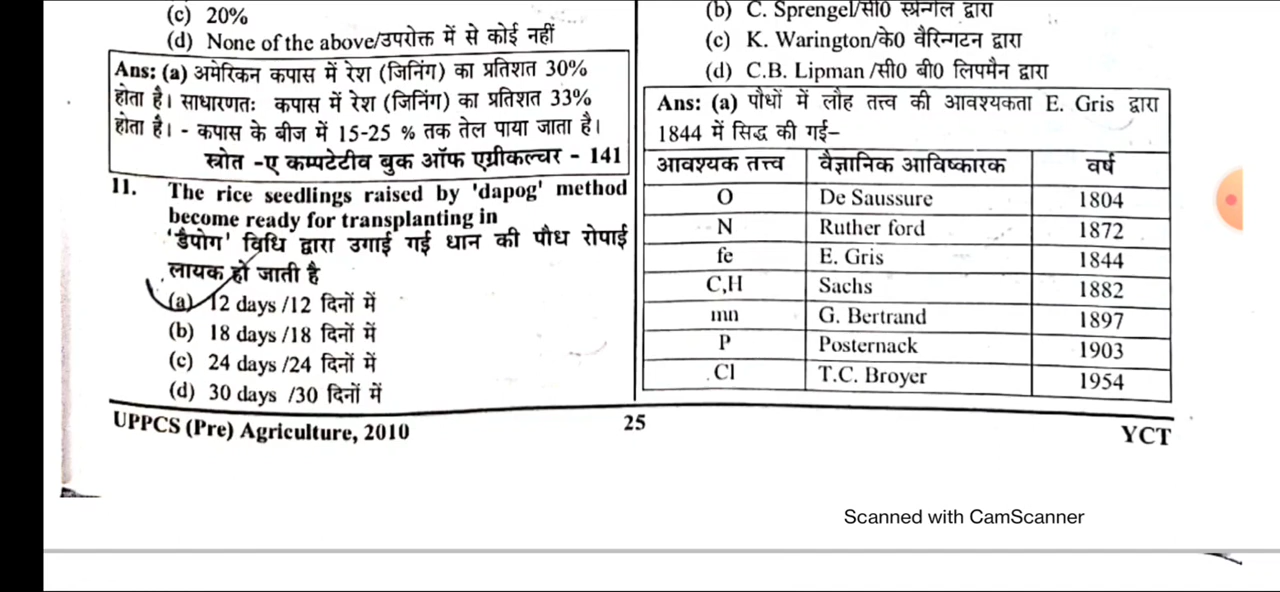 (c) 20%
(d) None of the above/उपरोक्त में से कोई नहीं
Ans: (a) अमेरिकन कपास में रेश (जिनिंग) का प्रतिशत 30%
होता है। साधारणतः कपास में रेश (जिनिंग) का प्रतिशत 33%
होता है। - कपास के बीज में 15-25 % तक तेल पाया जाता है।
स्त्रोत -ए कम्पटेटीव बुक ऑफ एग्रीकल्चर - 141
11. The rice seedlings raised by 'dapog' method
become ready for transplanting in
'डैपोग' विधि द्वारा उगाई गई धान की पौध रोपाई
लायक हो जाती है
(a) 12 days /12 दिनों में
(b) 18 days /18 दिनों में
(c) 24 days /24 दिनों में
(d) 30 days /30 दिनों में
(b) C. Sprengel/सी0 स्प्रेन्गेल द्वारा
(c) K. Warington/के0 वैरिन्गटन द्वारा
(d) C.B. Lipman /सी0 बी0 लिपमैन द्वारा
Ans: (a) पौधों में लौह तत्त्व की आवश्यकता E. Gris द्वारा
1844 में सिद्ध की गई–
आवश्यक तत्त्व वैज्ञानिक आविष्कारक वर्ष
O De Saussure 1804
N Ruther ford 1872
fe E. Gris 1844
C,H Sachs 1882
mn G. Bertrand 1897
P Posternack 1903
Cl T.C. Broyer 1954
UPPCS (Pre) Agriculture, 2010 25 YCT
Scanned with CamScanner